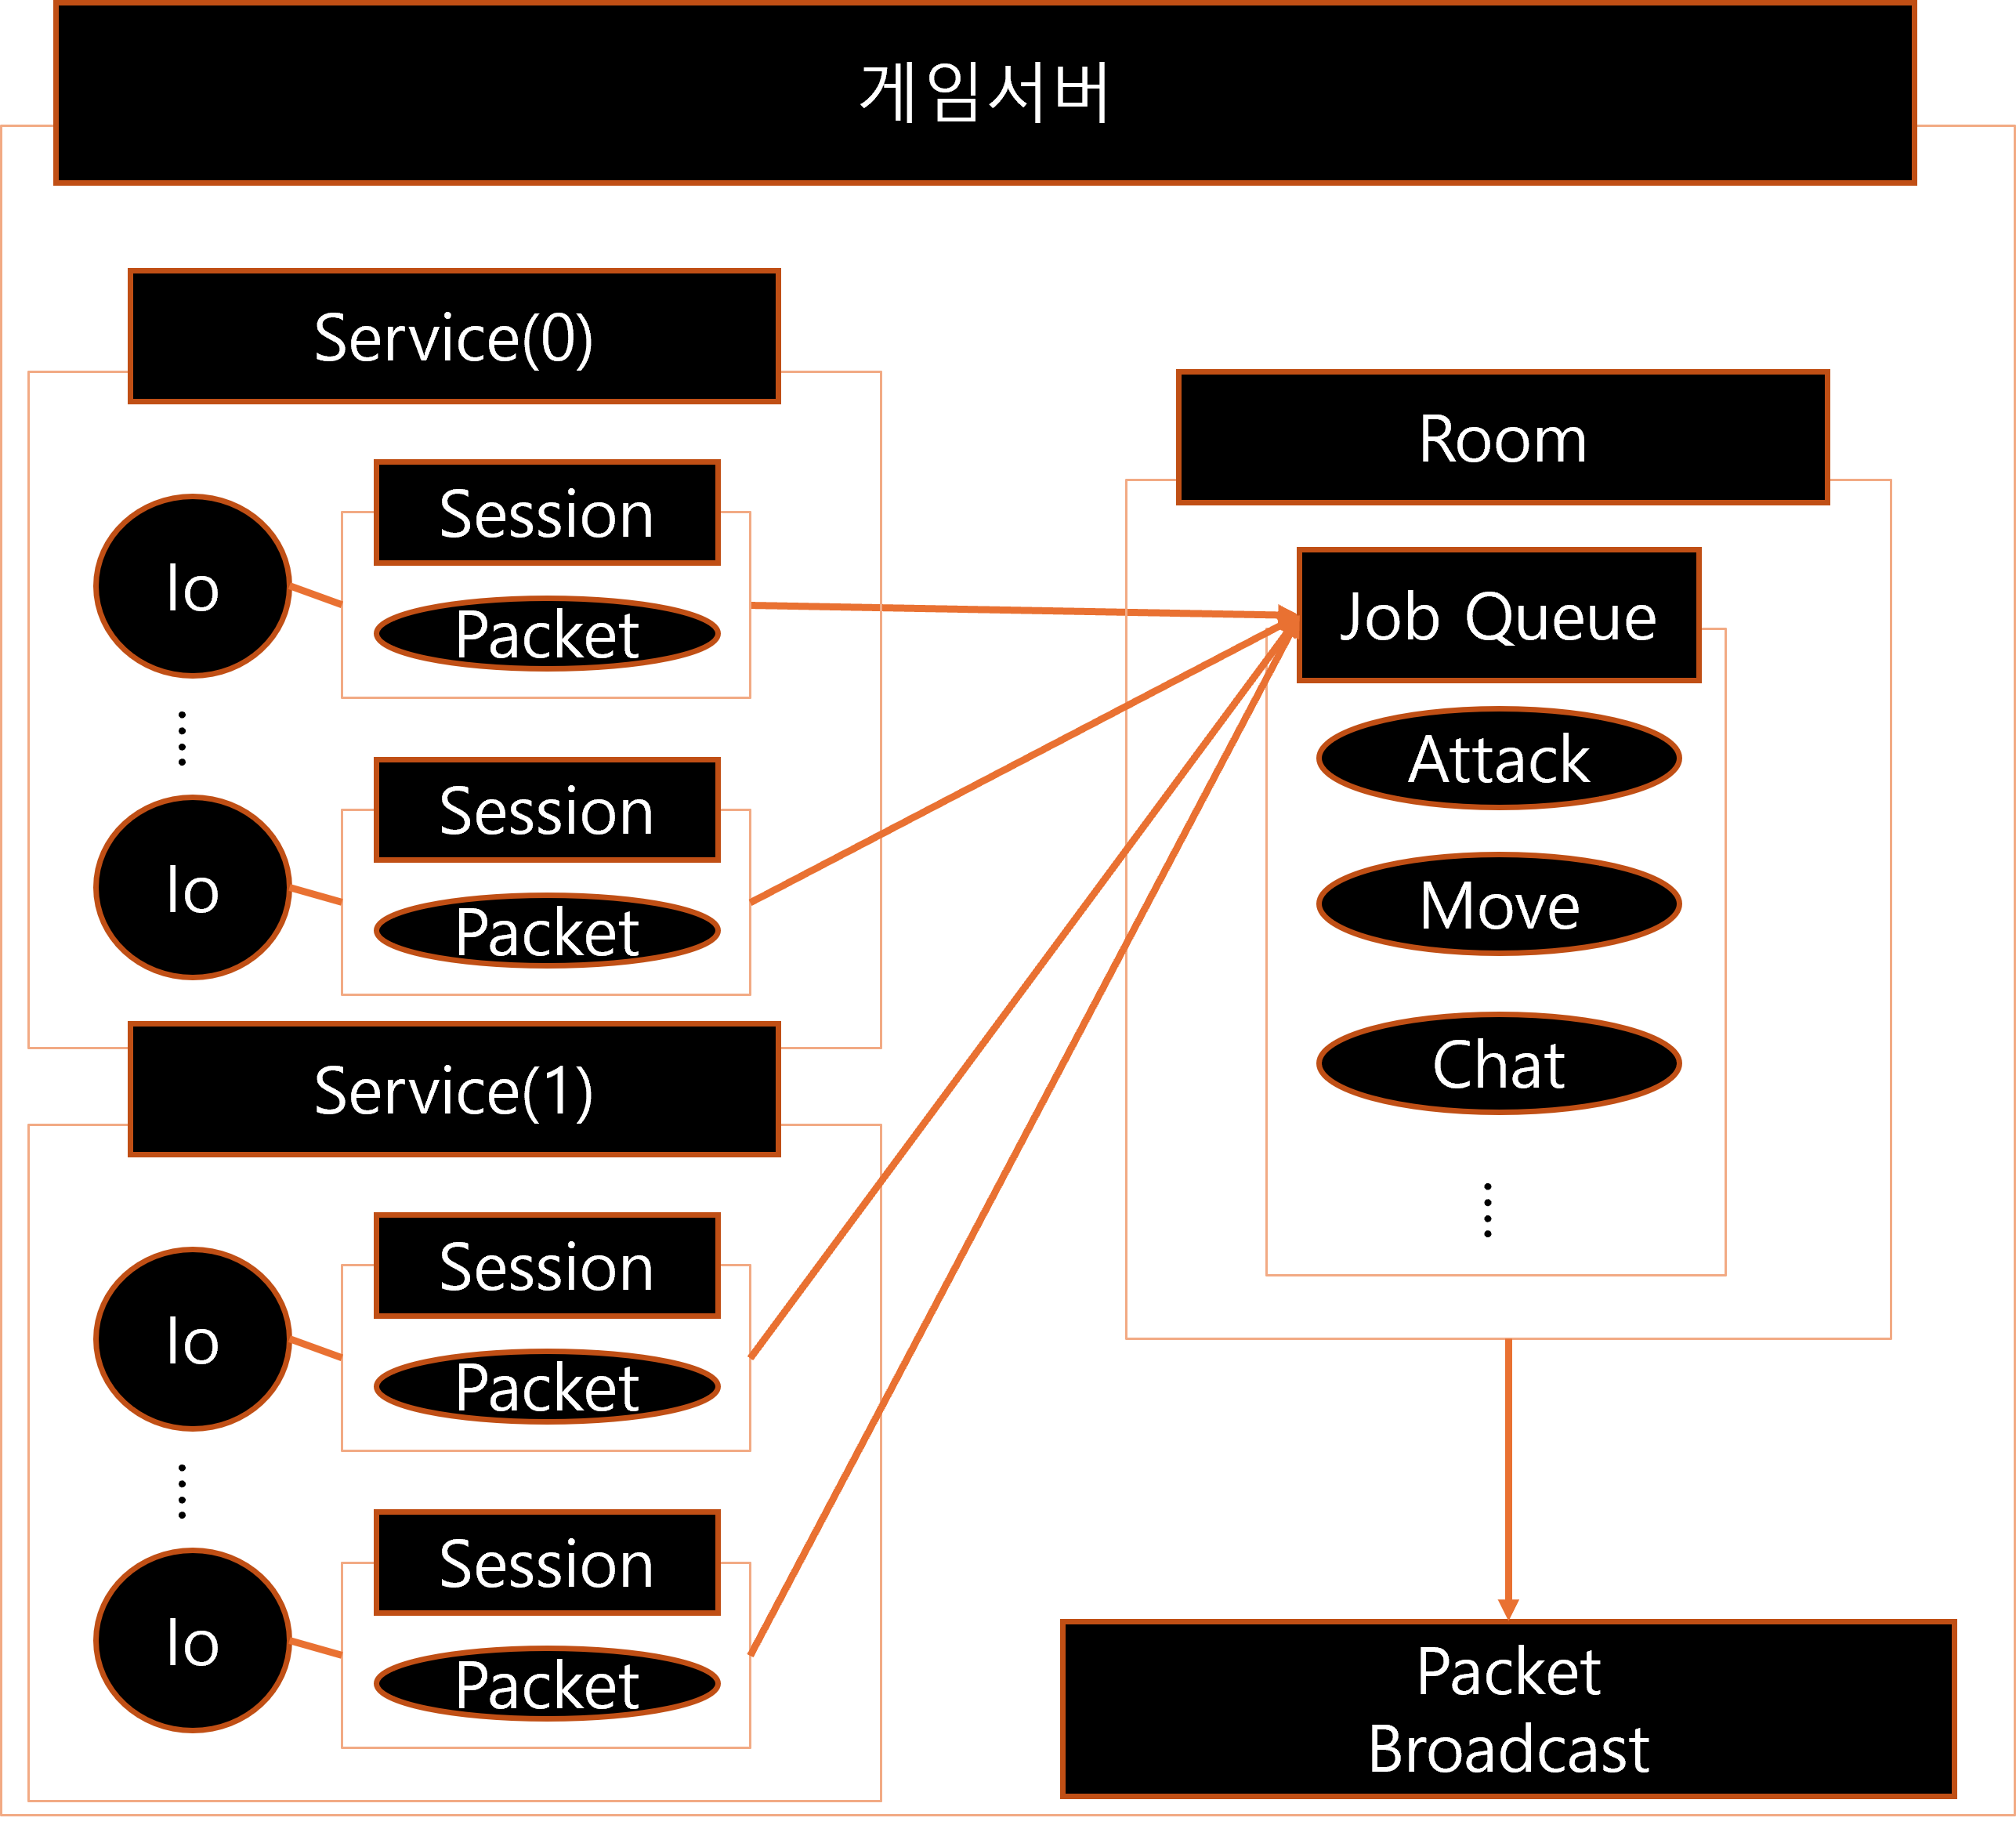 게임서버
Service(0)
Io
Session
Packet
Io
Session
Packet
Service(1)
Io
Session
Packet
Io
Session
Packet
Room
Job Queue
Attack
Move
Chat
Packet
Broadcast